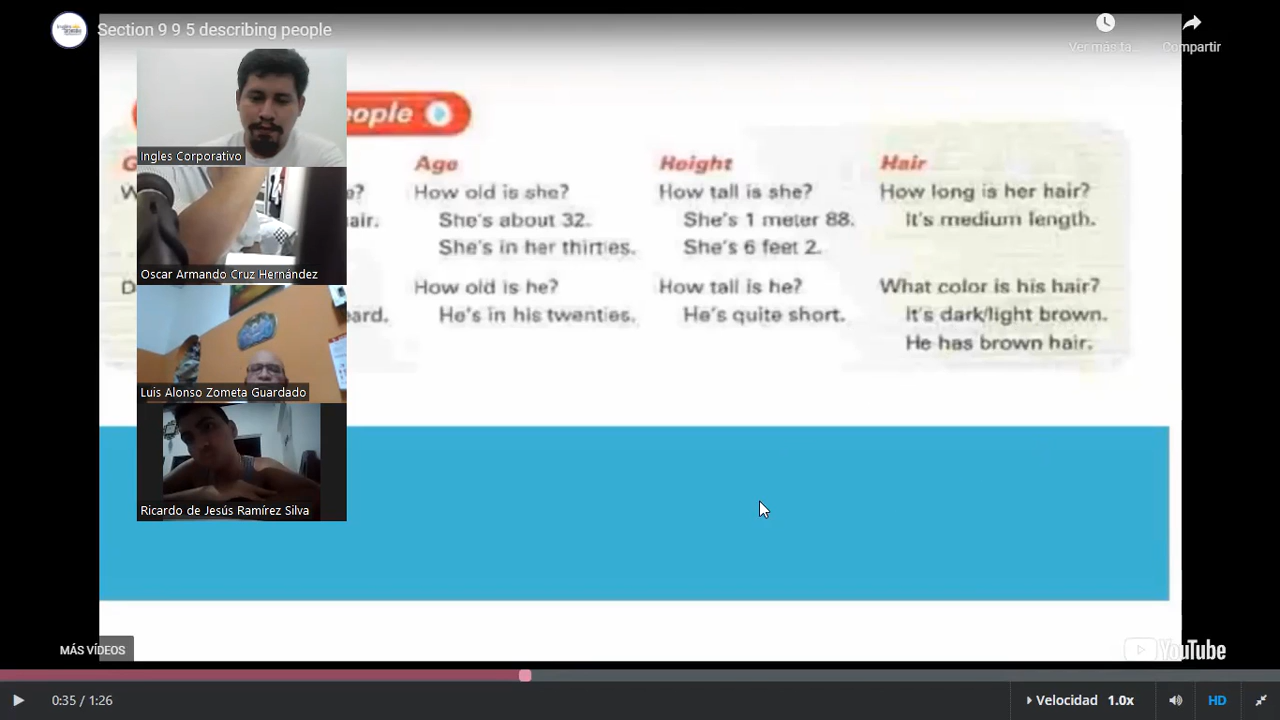 Section 9 9 5 describing people
Ver más ta...
Compartir
eople
Ingles Corporativo
Oscar Armando Cruz Hernández
Luis Alonso Zometa Guardado
Ricardo de Jesús Ramírez Silva
G
W e?
air.
D
eard.
Age
How old is she?
She's about 32.
She's in her thirties.
How old is he?
He's in his twenties.
Height
How tall is she?
She's 1 meter 88.
She's 6 feet 2.
How tall is he?
He's quite short.
Hair
How long is her hair?
It's medium length.
What color is his hair?
It's dark/light brown.
He has brown hair.
MÁS VÍDEOS
YouTube
0:35 / 1:26
Velocidad 1.0x
HD